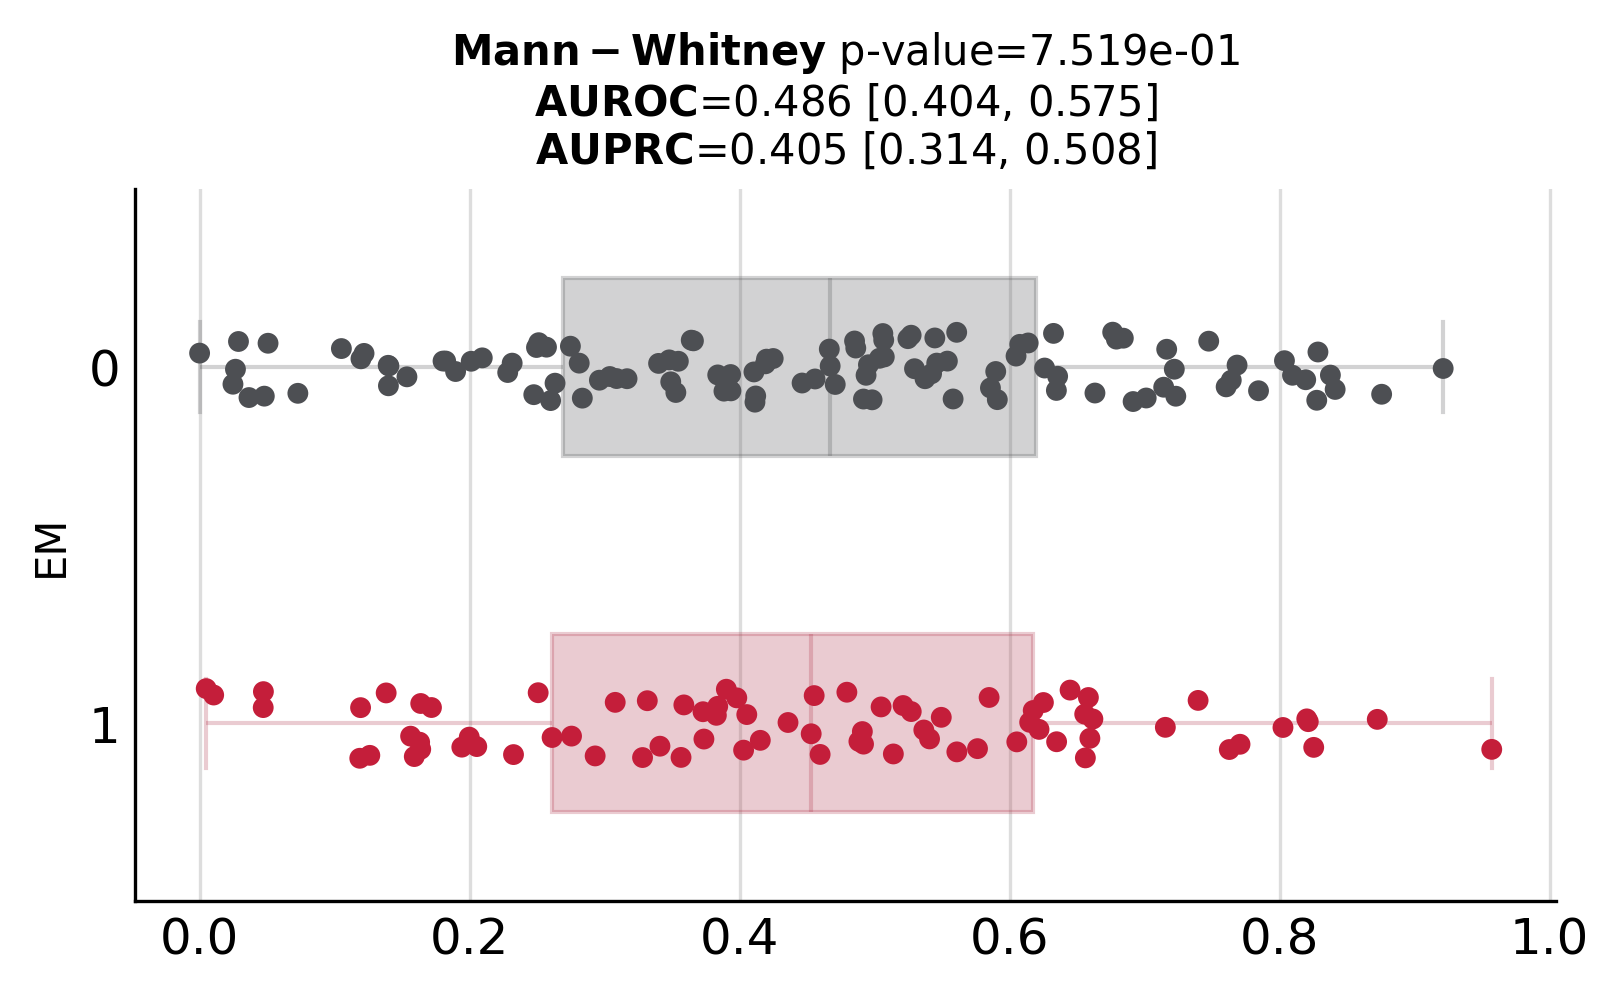 Mann − Whitney p-value=7.519e-01
AUROC=0.486 [0.404, 0.575]
AUPRC=0.405 [0.314, 0.508]
0
EM
1
0.0 0.2 0.4 0.6 0.8 1.0